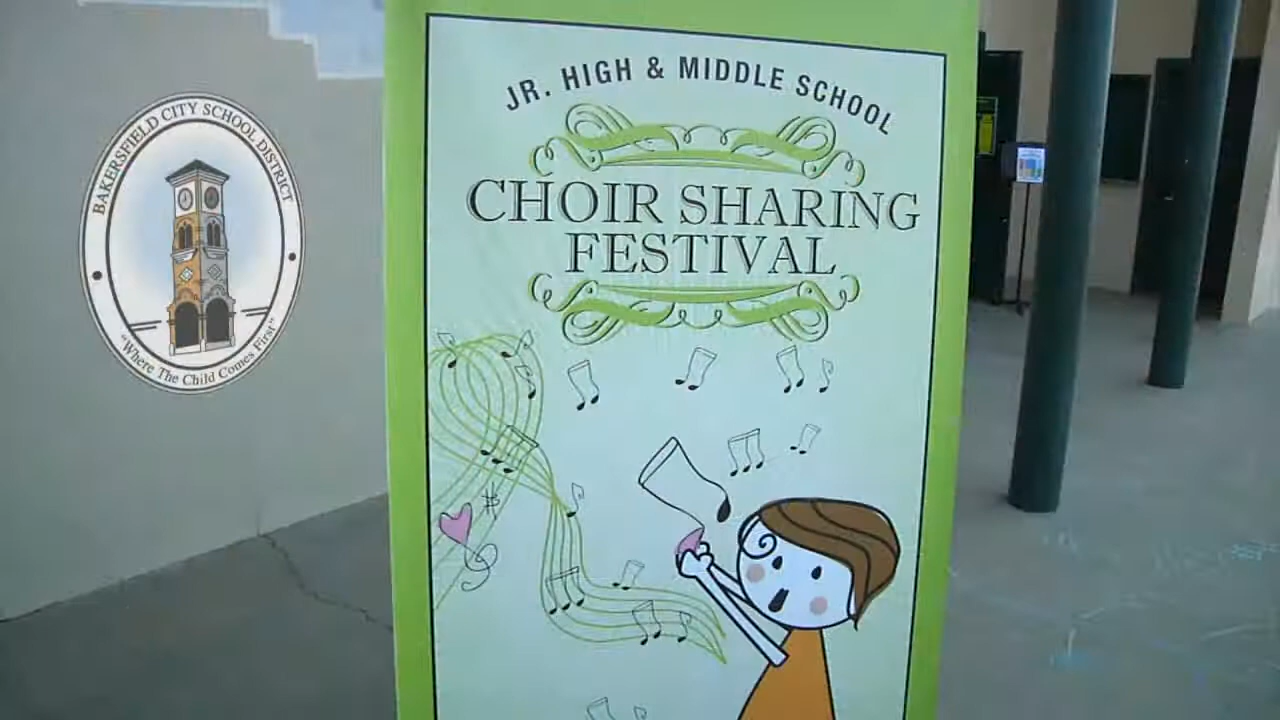 BAKERSFIELD CITY SCHOOL DISTRICT
"Where The Child Comes First"
JR. HIGH & MIDDLE SCHOOL
CHOIR SHARING
FESTIVAL